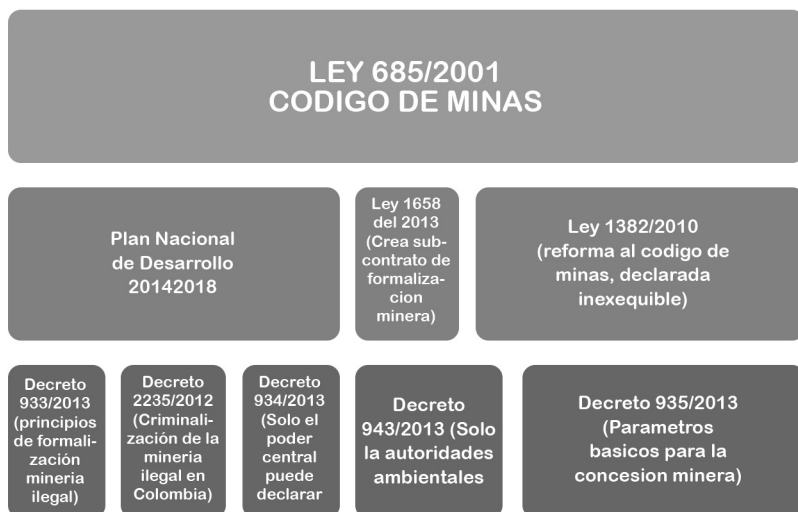 LEY 685/2001
CODIGO DE MINAS
Plan Nacional
de Desarrollo
20142018
Ley 1658
del 2013
(Crea sub-
contrato de
formaliza-
cion
minera)
Ley 1382/2010
(reforma al codigo de
minas, declarada
inexequible)
Decreto
933/2013
(principios
de formali-
zación
mineria
ilegal)
Decreto
2235/2012
(Criminali-
zación de la
mineria
ilegal en
Colombia)
Decreto
934/2013
(Solo el
poder
central
puede
declarar
Decreto
943/2013 (Solo
la autoridades
ambientales
Decreto 935/2013
(Parametros
basicos para la
concesion minera)